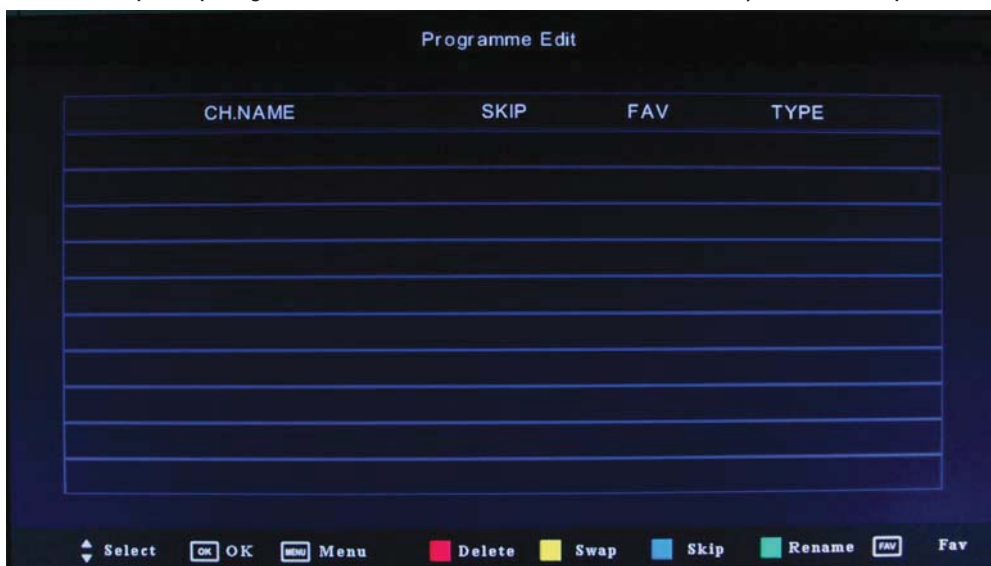 Programme Edit
CH.NAME SKIP FAV TYPE
Select OK OK MENU Menu Delete Swap Skip Rename FAV Fav